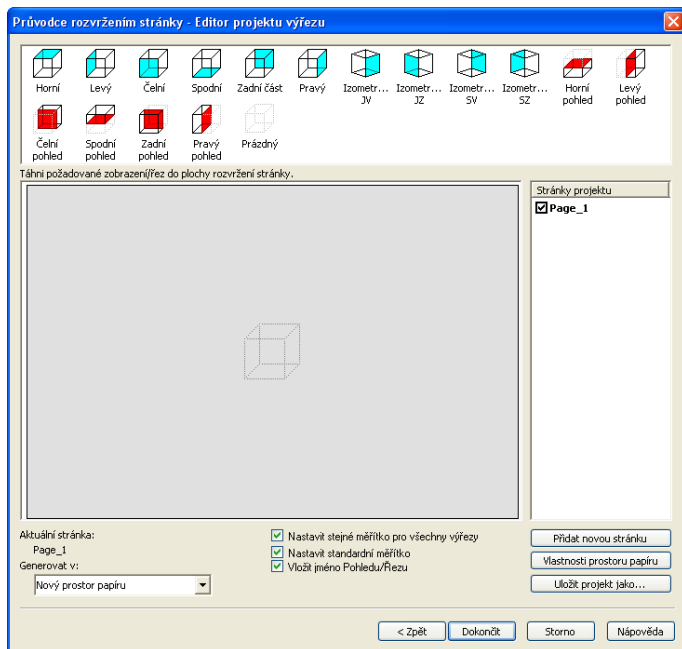 Průvodce rozvržením stránky - Editor projektu výřezu
Horní
Levý
Čelní
Spodní
Zadní část
Pravý
Izometr... JV
Izometr... JZ
Izometr... SV
Izometr... SZ
Horní pohled
Levý pohled
Čelní pohled
Spodní pohled
Zadní pohled
Pravý pohled
Prázdný
Táhni požadované zobrazení/řez do plochy rozvržení stránky.
Stránky projektu
Page_1
Aktuální stránka:
Page_1
Generovat v:
Nový prostor papíru
Nastavit stejné měřítko pro všechny výřezy
Nastavit standardní měřítko
Vložit jméno Pohledu/Řezu
Přidat novou stránku
Vlastnosti prostoru papíru
Uložit projekt jako...
< Zpět
Dokončit
Storno
Nápověda